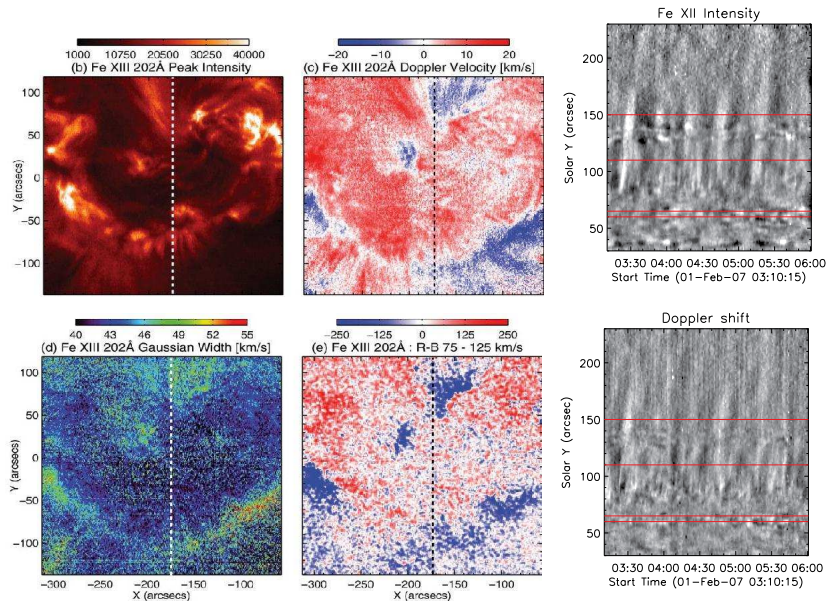 1000 10750 20500 30250 40000
(b) Fe XIII 202Å Peak Intensity
100
50
0
−50
−100
Y (arcsecs)
−20 −10 0 10 20
(c) Fe XIII 202Å Doppler Velocity [km/s]
Fe XII Intensity
200
150
100
50
Solar Y (arcsec)
03:30 04:00 04:30 05:00 05:30 06:00
Start Time (01-Feb-07 03:10:15)
40 43 46 49 52 55
(d) Fe XIII 202Å Gaussian Width [km/s]
100
50
0
−50
−100
Y (arcsecs)
−300 −250 −200 −150 −100
X (arcsecs)
−250 −125 0 125 250
(e) Fe XIII 202Å : R-B 75 - 125 km/s
−300 −250 −200 −150 −100
X (arcsecs)
Doppler shift
200
150
100
50
Solar Y (arcsec)
03:30 04:00 04:30 05:00 05:30 06:00
Start Time (01-Feb-07 03:10:15)